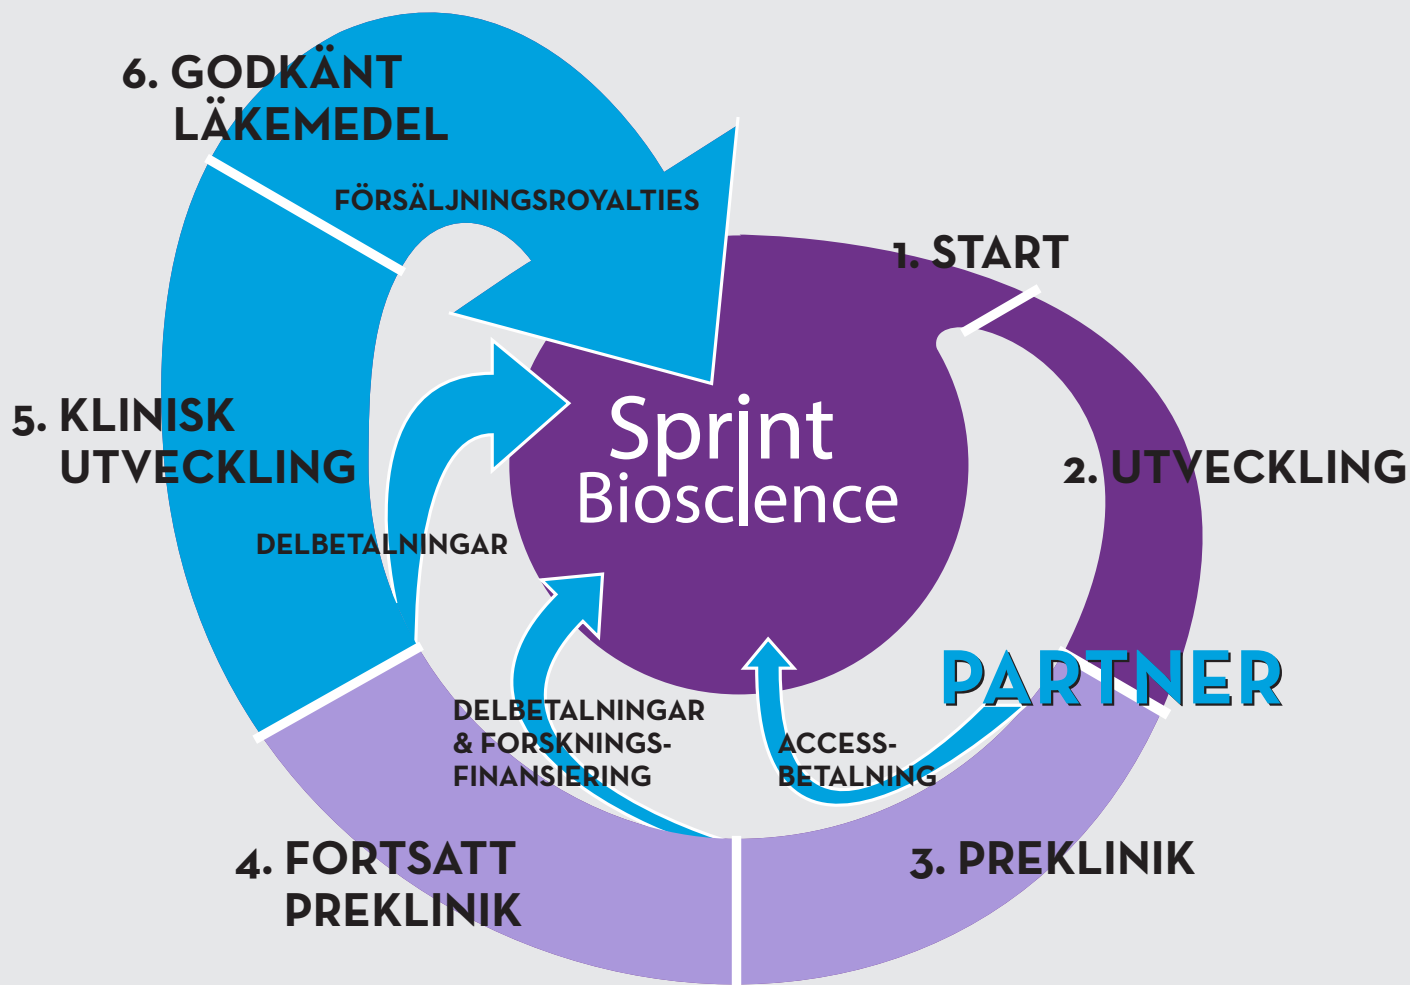 6. GODKÄNT
LÄKEMEDEL
FÖRSÄLJNINGSROYALTIES
1. START
5. KLINISK
UTVECKLING
Sprint
Bioscience
2. UTVECKLING
DELBETALNINGAR
PARTNER
DELBETALNINGAR
& FORSKNINGS-
FINANSIERING
ACCESS-
BETALNING
4. FORTSATT
PREKLINIK
3. PREKLINIK